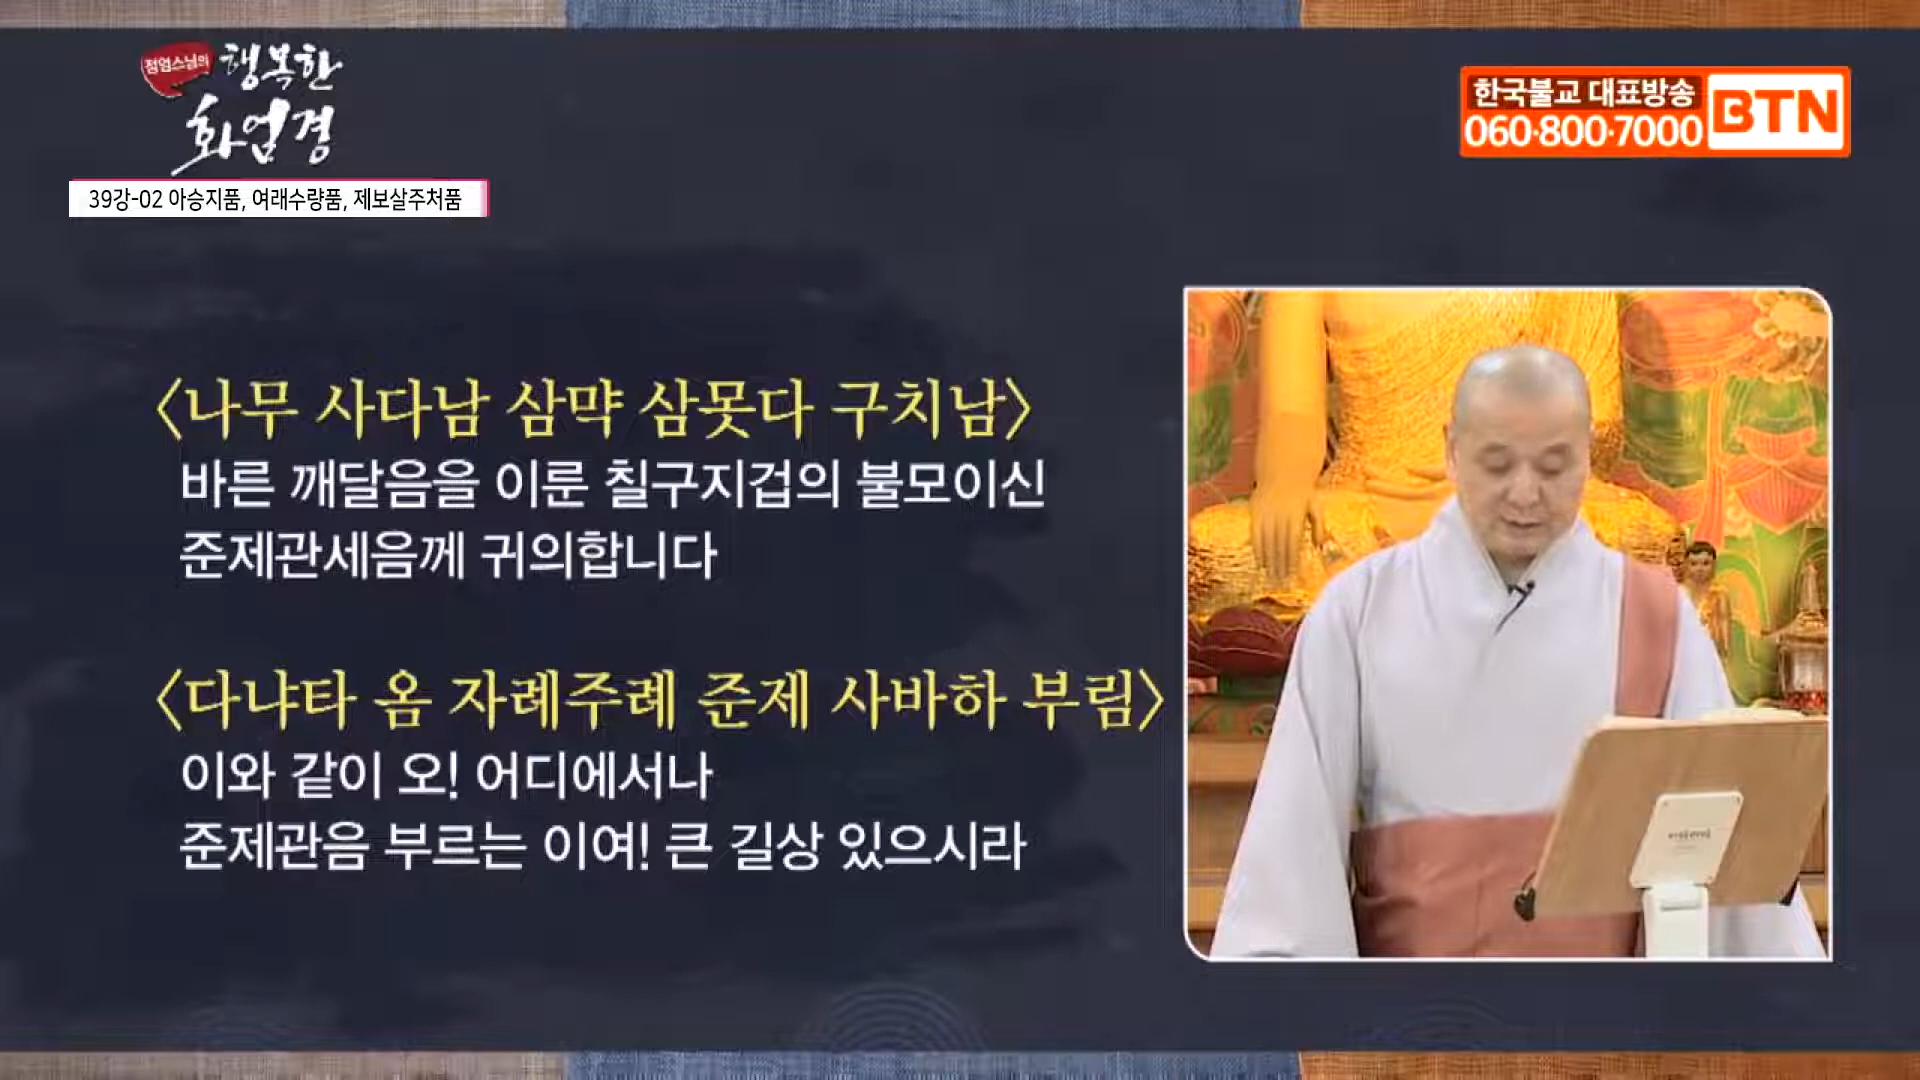 정엄스님의 행복한
화엄경
39강-02 아승지품, 여래수량품, 제보살주처품
한국불교 대표방송
060·800·7000
BTN
〈나무 사다남 삼먁 삼못다 구치남〉
바른 깨달음을 이룬 칠구지겁의 불모이신
준제관세음께 귀의합니다
〈다냐타 옴 자례주례 준제 사바하 부림〉
이와 같이 오! 어디에서나
준제관음 부르는 이여! 큰 길상 있으시라